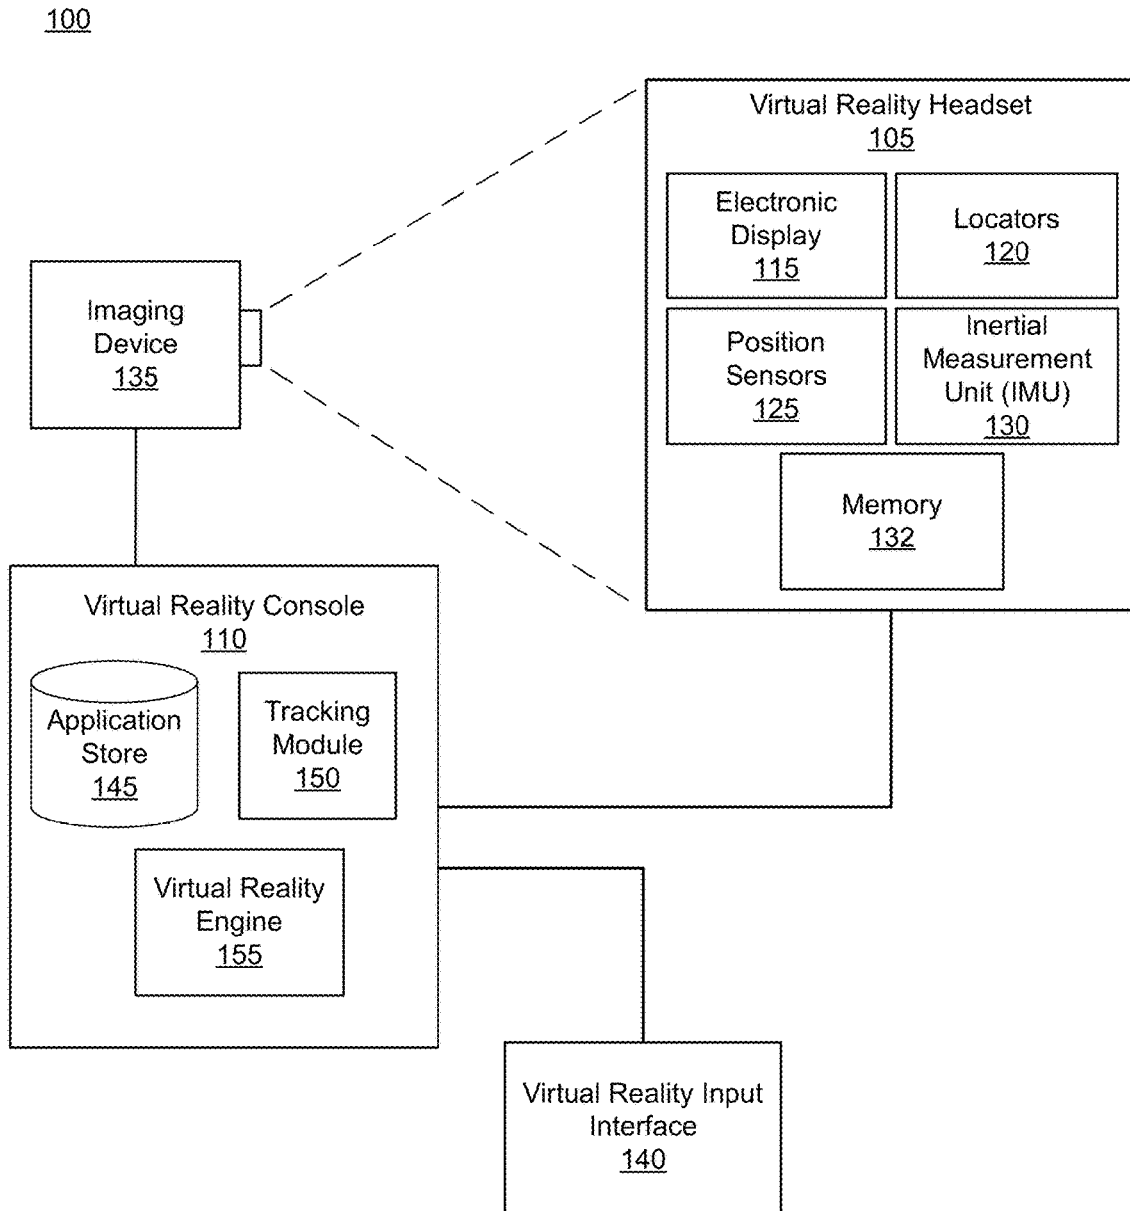 100
Virtual Reality Headset
105
Electronic
Display
115
Locators
120
Imaging
Device
135
Position
Sensors
125
Inertial
Measurement
Unit (IMU)
130
Memory
132
Virtual Reality Console
110
Application
Store
145
Tracking
Module
150
Virtual Reality
Engine
155
Virtual Reality Input
Interface
140